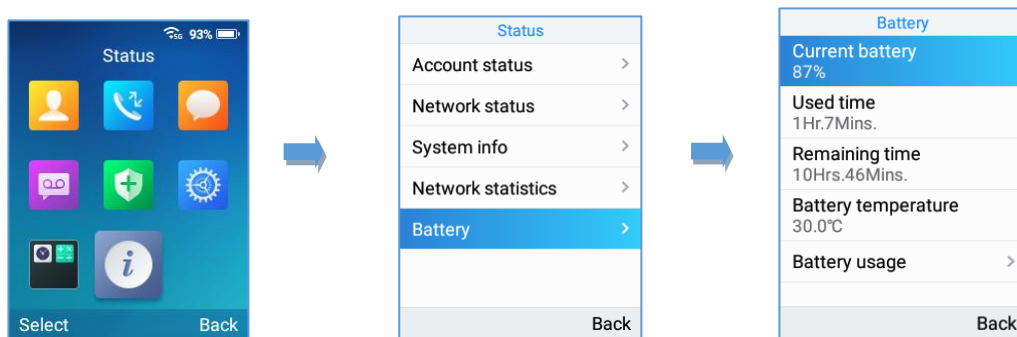 5G 93%
Status
Select Back
Status
Account status
Network status
System info
Network statistics
Battery
Back
Battery
Current battery
87%
Used time
1Hr.7Mins.
Remaining time
10Hrs.46Mins.
Battery temperature
30.0°C
Battery usage
Back